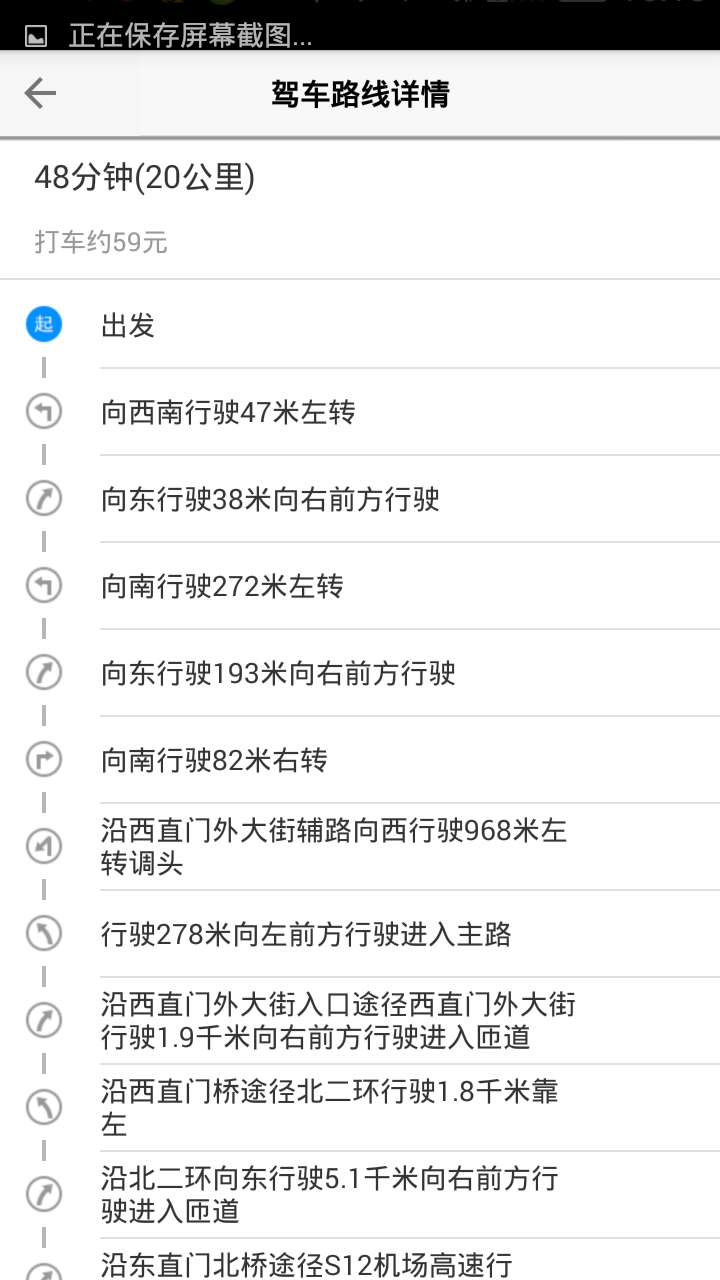 正在保存屏幕截图...
驾车路线详情
48分钟(20公里)
打车约59元
起
出发
向西南行驶47米左转
向东行驶38米向右前方行驶
向南行驶272米左转
向东行驶193米向右前方行驶
向南行驶82米右转
沿西直门外大街辅路向西行驶968米左
转调头
行驶278米向左前方行驶进入主路
沿西直门外大街入口途径西直门外大街
行驶1.9千米向右前方行驶进入匝道
沿西直门桥途径北二环行驶1.8千米靠
左
沿北二环向东行驶5.1千米向右前方行
驶进入匝道
沿东直门北桥途径S12机场高速行